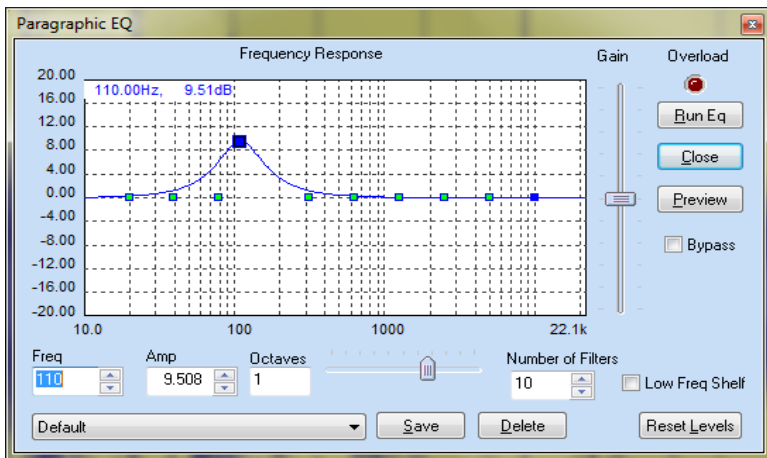 Paragraphic EQ
Frequency Response
Gain
Overload
20.00
16.00
12.00
8.00
4.00
0.00
-4.00
-8.00
-12.00
-16.00
-20.00
110.00Hz, 9.51dB
10.0 100 1000 22.1k
Run Eq
Close
Preview
Bypass
Freq Amp Octaves Number of Filters
110 9.508 1 10
Low Freq Shelf
Default Save Delete Reset Levels